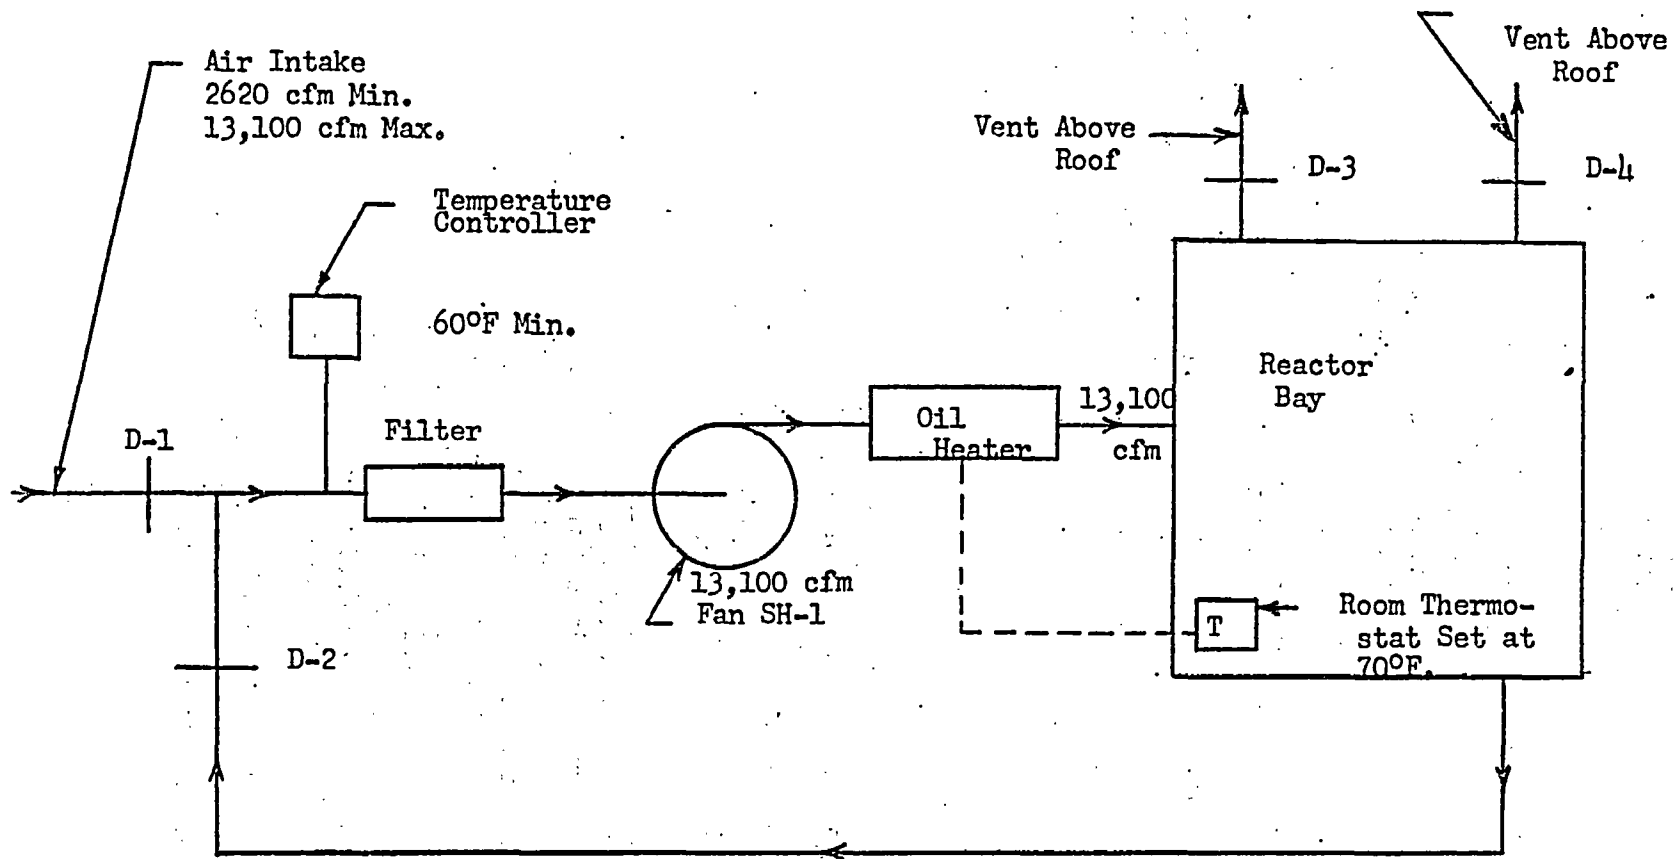 Air Intake
2620 cfm Min.
13,100 cfm Max.
Vent Above
Roof
Vent Above
Roof
D-3
D-4
Temperature
Controller
60°F Min.
Reactor
Bay
D-1
Filter
Oil
Heater
13,100
cfm
13,100 cfm
Fan SH-1
T
Room Thermo-
stat Set at
70°F.
D-2